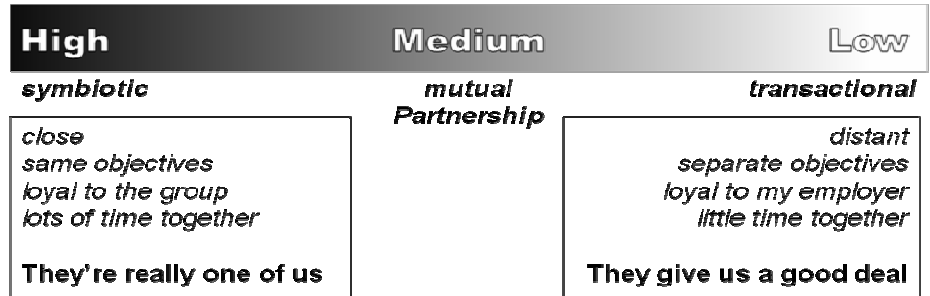 High Medium Low
symbiotic mutual transactional
Partnership
close
same objectives
loyal to the group
lots of time together
They're really one of us
distant
separate objectives
loyal to my employer
little time together
They give us a good deal